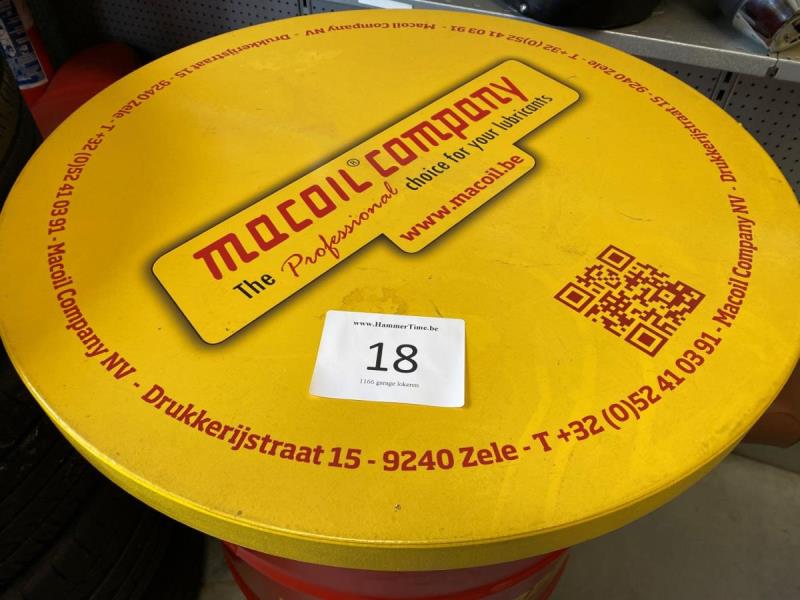 macoil® company
The Professional choice for your lubricants
www.macoil.be
www.HammerTime.be
18
1166 garage lokeren
Macoil Company NV - Drukkerijstraat 15 - 9240 Zele - T +32 (0)52 41 03 91 - Macoil Company NV - Drukkerijstraat 15 - 9240 Zele - T +32 (0)52 41 03 91 - Macoil Company NV - Drukkerijstraat 15 - 9240 Zele - T +32 (0)52 41 03 91 -